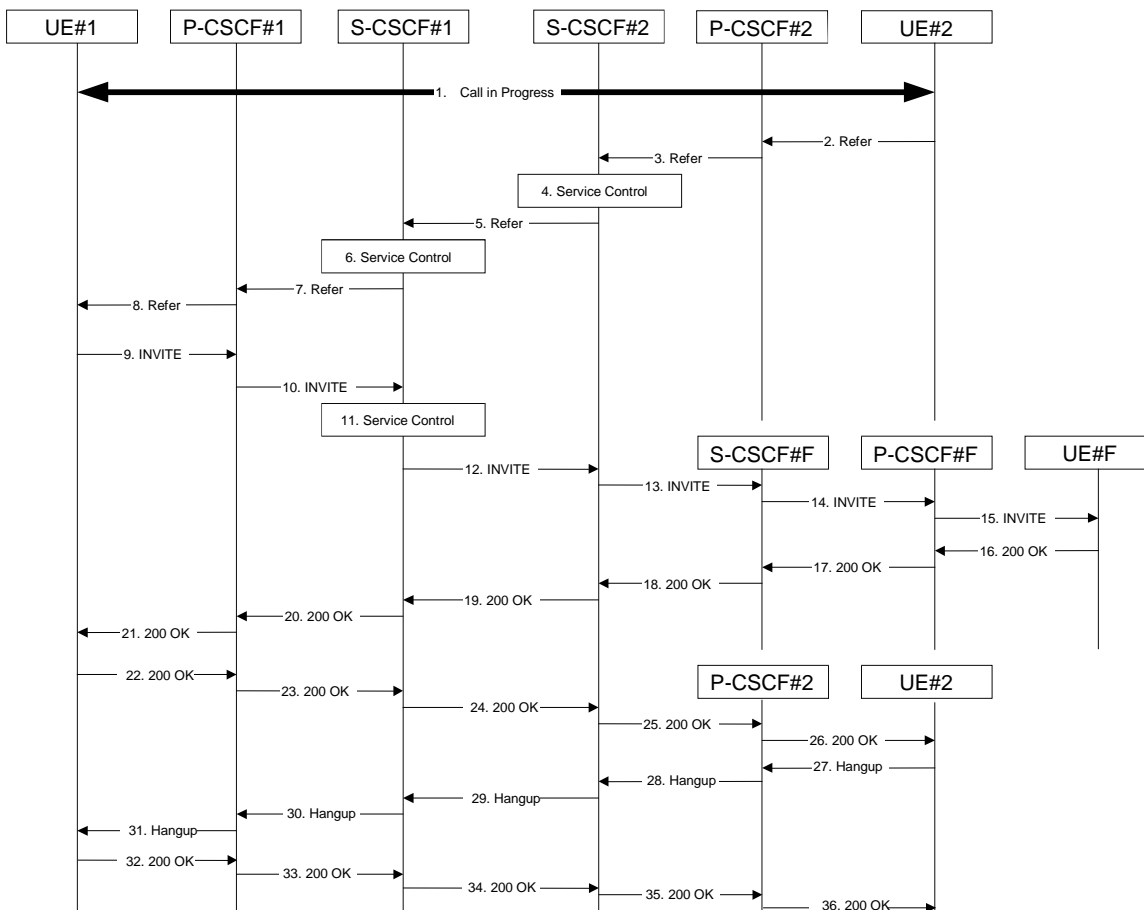 UE#1
P-CSCF#1
S-CSCF#1
S-CSCF#2
P-CSCF#2
UE#2
1. Call in Progress
2. Refer
3. Refer
4. Service Control
5. Refer
6. Service Control
7. Refer
8. Refer
9. INVITE
10. INVITE
11. Service Control
S-CSCF#F
P-CSCF#F
UE#F
12. INVITE
13. INVITE
14. INVITE
15. INVITE
16. 200 OK
17. 200 OK
18. 200 OK
19. 200 OK
20. 200 OK
21. 200 OK
22. 200 OK
P-CSCF#2
UE#2
23. 200 OK
24. 200 OK
25. 200 OK
26. 200 OK
27. Hangup
28. Hangup
29. Hangup
30. Hangup
31. Hangup
32. 200 OK
33. 200 OK
34. 200 OK
35. 200 OK
36. 200 OK